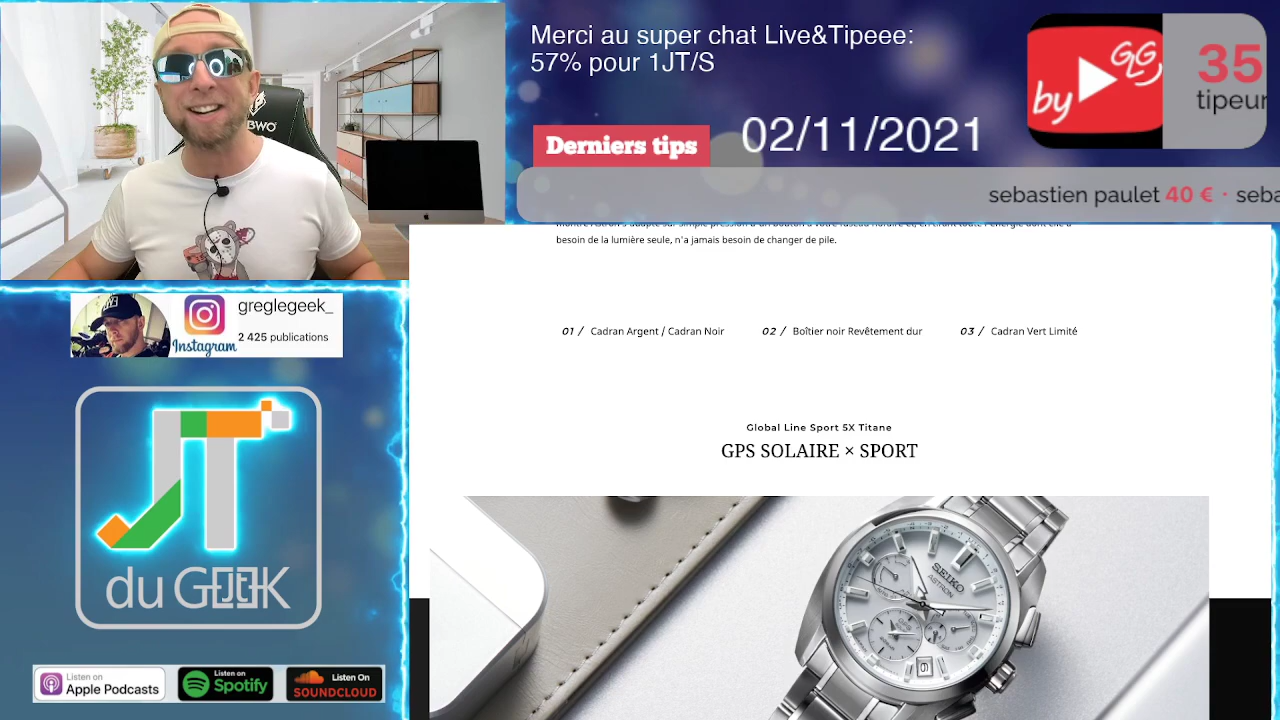 Merci au super chat Live&Tipeee:
57% pour 1JT/S
by GLG
35
tipeur
Derniers tips
02/11/2021
sebastien paulet 40 € · seba
besoin de la lumière seule, n'a jamais besoin de changer de pile.
01 / Cadran Argent / Cadran Noir
02 / Boîtier noir Revêtement dur
03 / Cadran Vert Limité
greglegeek_
Instagram
2 425 publications
JT
du GEEK
Global Line Sport 5X Titane
GPS SOLAIRE × SPORT
SEIKO
ASTRON
Listen on
Apple Podcasts
Listen on
Spotify
Listen On
SOUNDCLOUD